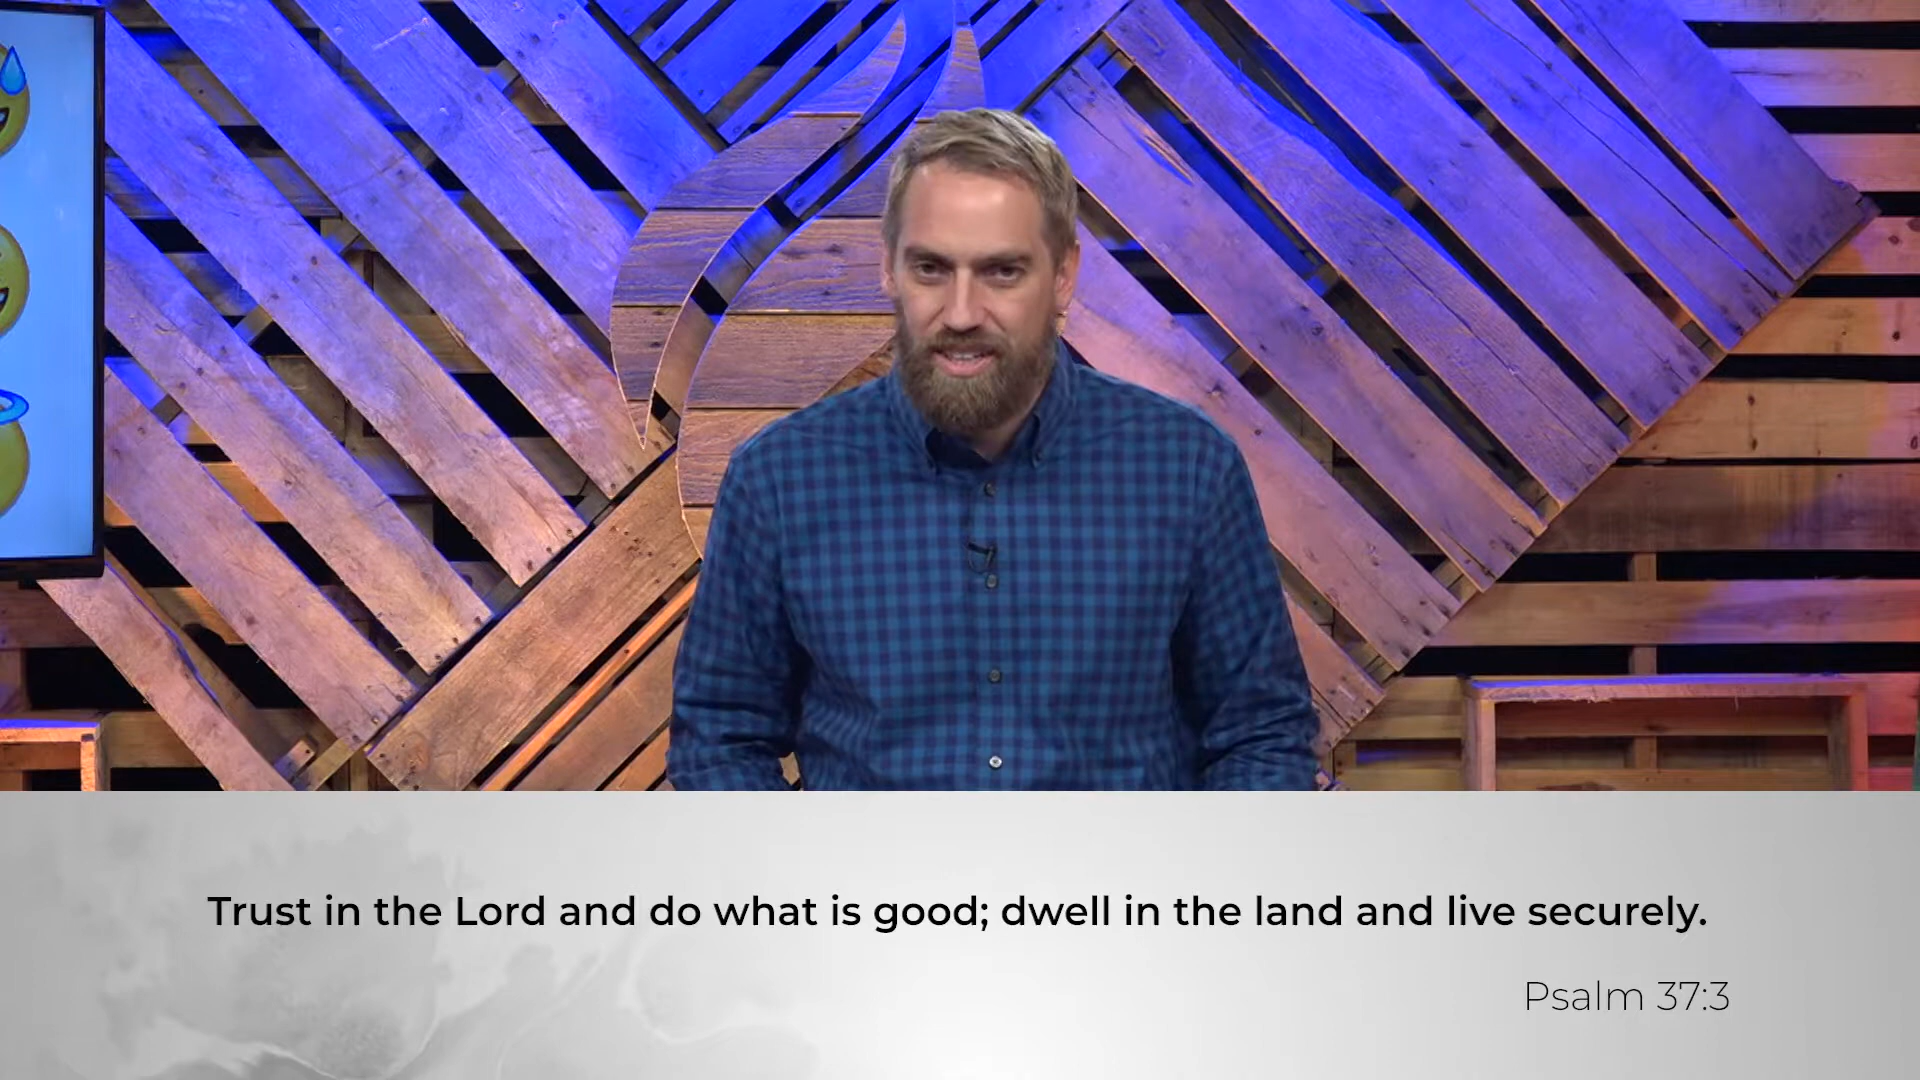 Trust in the Lord and do what is good; dwell in the land and live securely.
Psalm 37:3